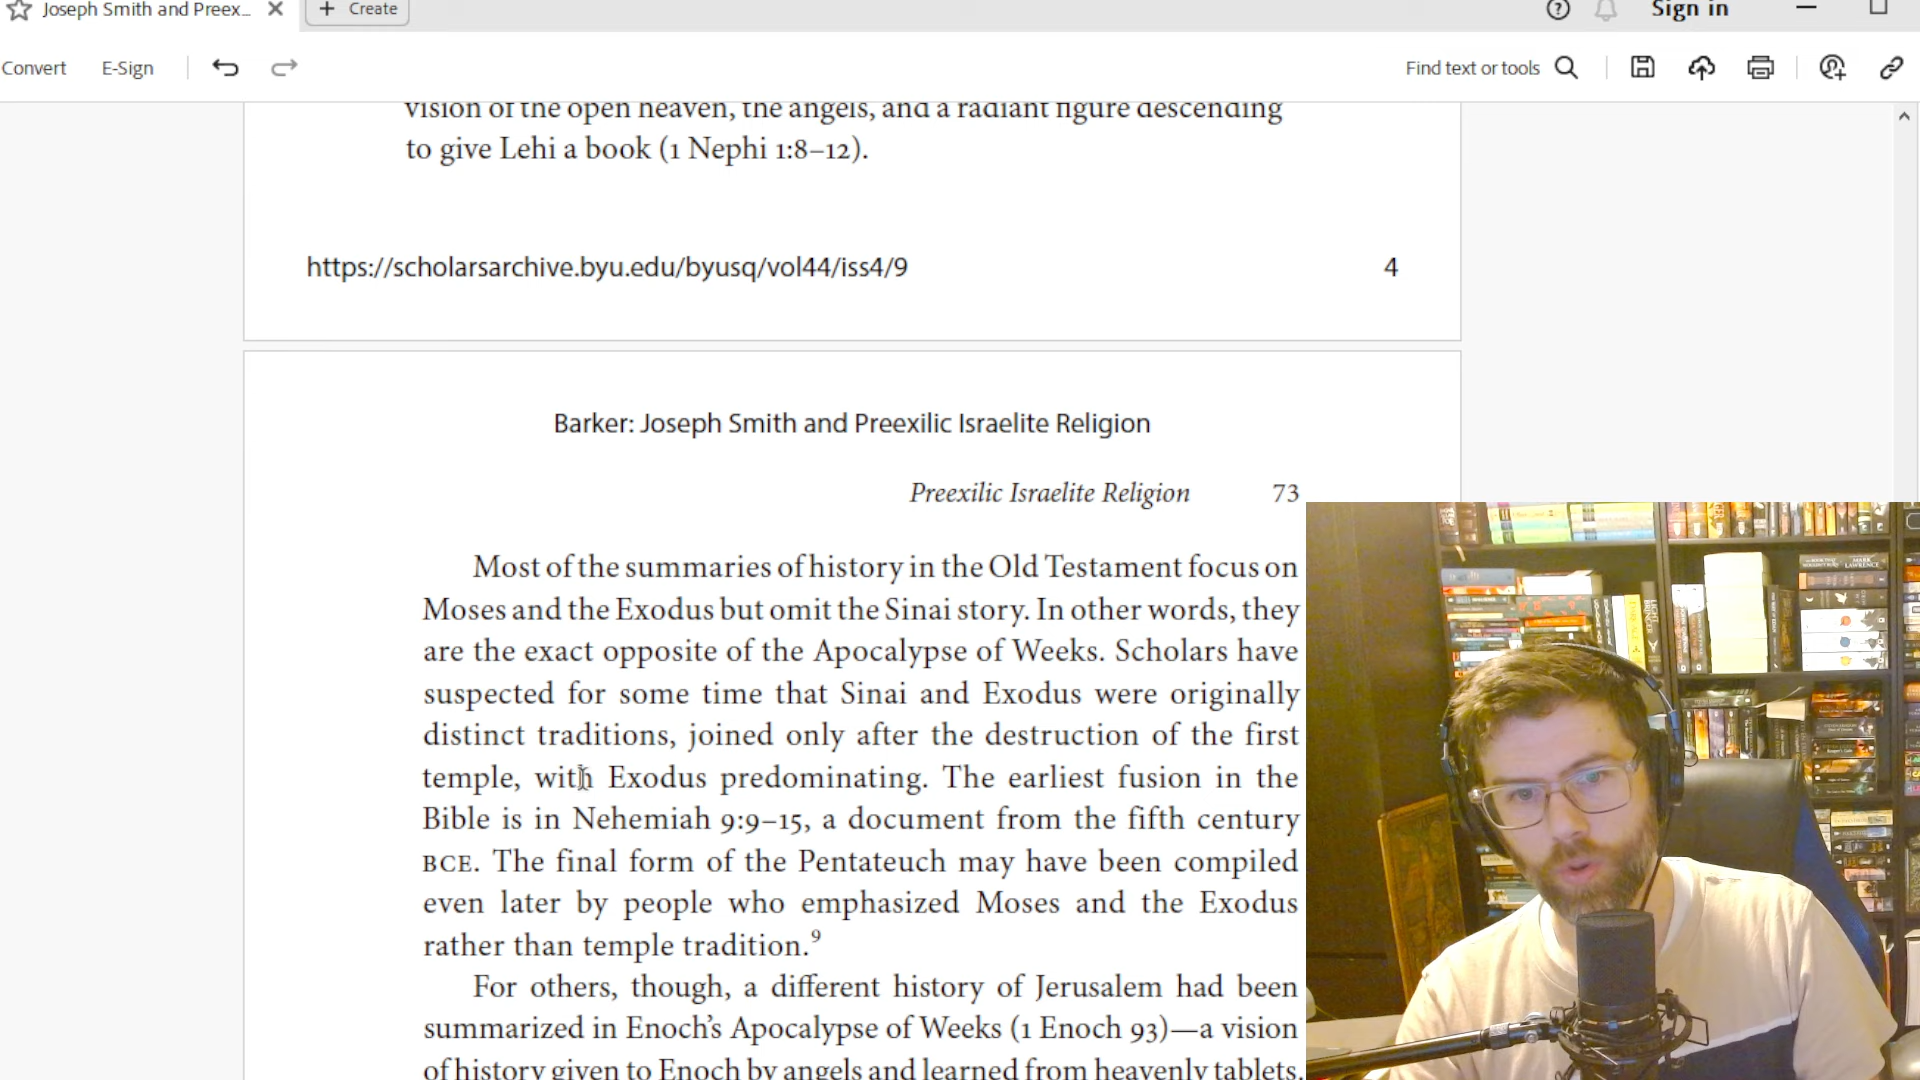 Joseph Smith and Preex...
Create
Sign in
Convert
E-Sign
Find text or tools
vision of the open heaven, the angels, and a radiant figure descending
to give Lehi a book (1 Nephi 1:8–12).
https://scholarsarchive.byu.edu/byusq/vol44/iss4/9
4
Barker: Joseph Smith and Preexilic Israelite Religion
Preexilic Israelite Religion 73
Most of the summaries of history in the Old Testament focus on
Moses and the Exodus but omit the Sinai story. In other words, they
are the exact opposite of the Apocalypse of Weeks. Scholars have
suspected for some time that Sinai and Exodus were originally
distinct traditions, joined only after the destruction of the first
temple, with Exodus predominating. The earliest fusion in the
Bible is in Nehemiah 9:9–15, a document from the fifth century
BCE. The final form of the Pentateuch may have been compiled
even later by people who emphasized Moses and the Exodus
rather than temple tradition.9
For others, though, a different history of Jerusalem had been
summarized in Enoch's Apocalypse of Weeks (1 Enoch 93)—a vision
of history given to Enoch by angels and learned from heavenly tablets.
MARK
LAWRENCE